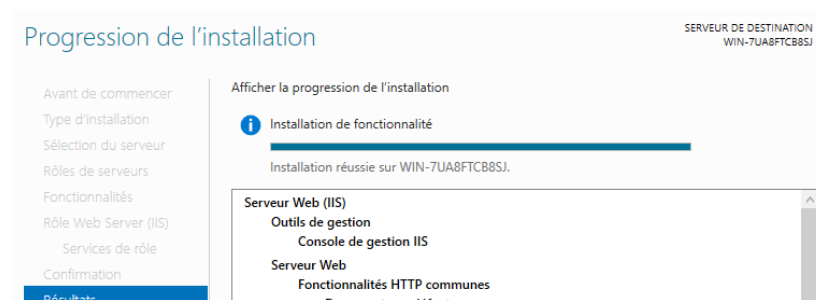 Progression de l'installation
SERVEUR DE DESTINATION
WIN-7UA8FTCB8SJ
Avant de commencer
Type d'installation
Sélection du serveur
Rôles de serveurs
Fonctionnalités
Rôle Web Server (IIS)
Services de rôle
Confirmation
Résultats
Afficher la progression de l'installation
Installation de fonctionnalité
Installation réussie sur WIN-7UA8FTCB8SJ.
Serveur Web (IIS)
Outils de gestion
Console de gestion IIS
Serveur Web
Fonctionnalités HTTP communes